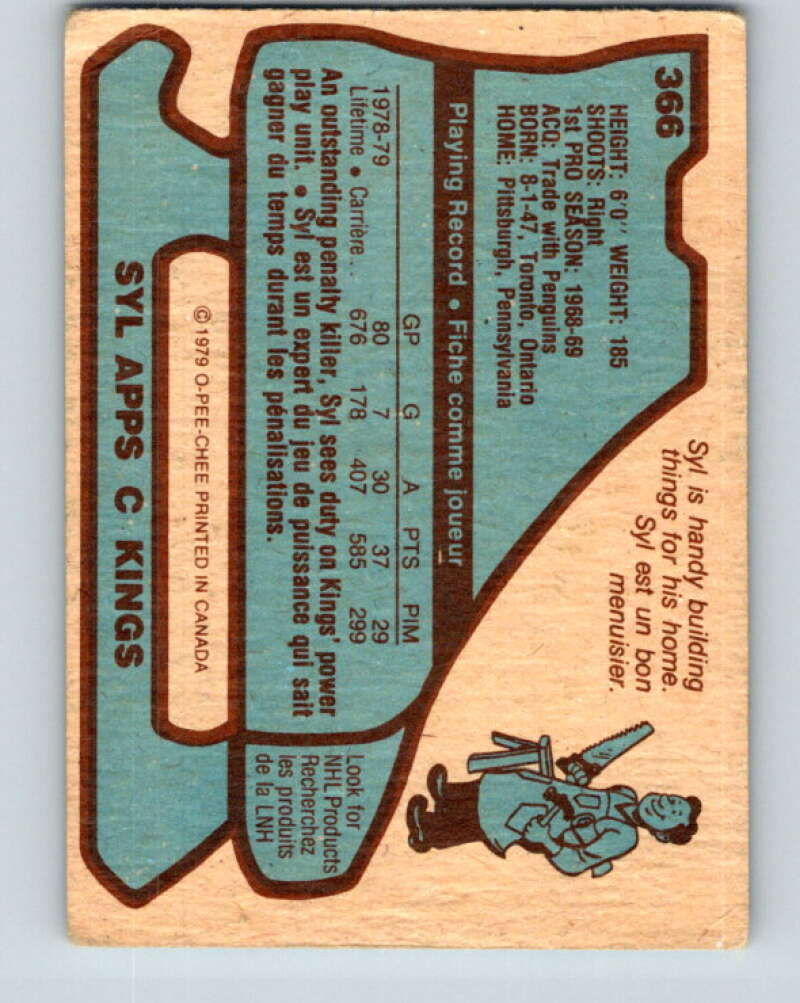 366
HEIGHT: 6'0" WEIGHT: 185
SHOOTS: Right
1st PRO SEASON: 1968-69
ACQ: Trade with Penguins
BORN: 8-1-47, Toronto, Ontario
HOME: Pittsburgh, Pennsylvania
Syl is handy building
things for his home.
Syl est un bon
menuisier.
Playing Record • Fiche comme joueur
GP G A PTS PIM
1978-79 80 7 30 37 29
Lifetime • Carrière... 676 178 407 585 299
An outstanding penalty killer, Syl sees duty on Kings' power
play unit. • Syl est un expert du jeu de puissance qui sait
gagner du temps durant les pénalisations.
Look for
NHL Products
Recherchez
les produits
de la LNH
©1979 O-PEE-CHEE PRINTED IN CANADA
SYL APPS C KINGS